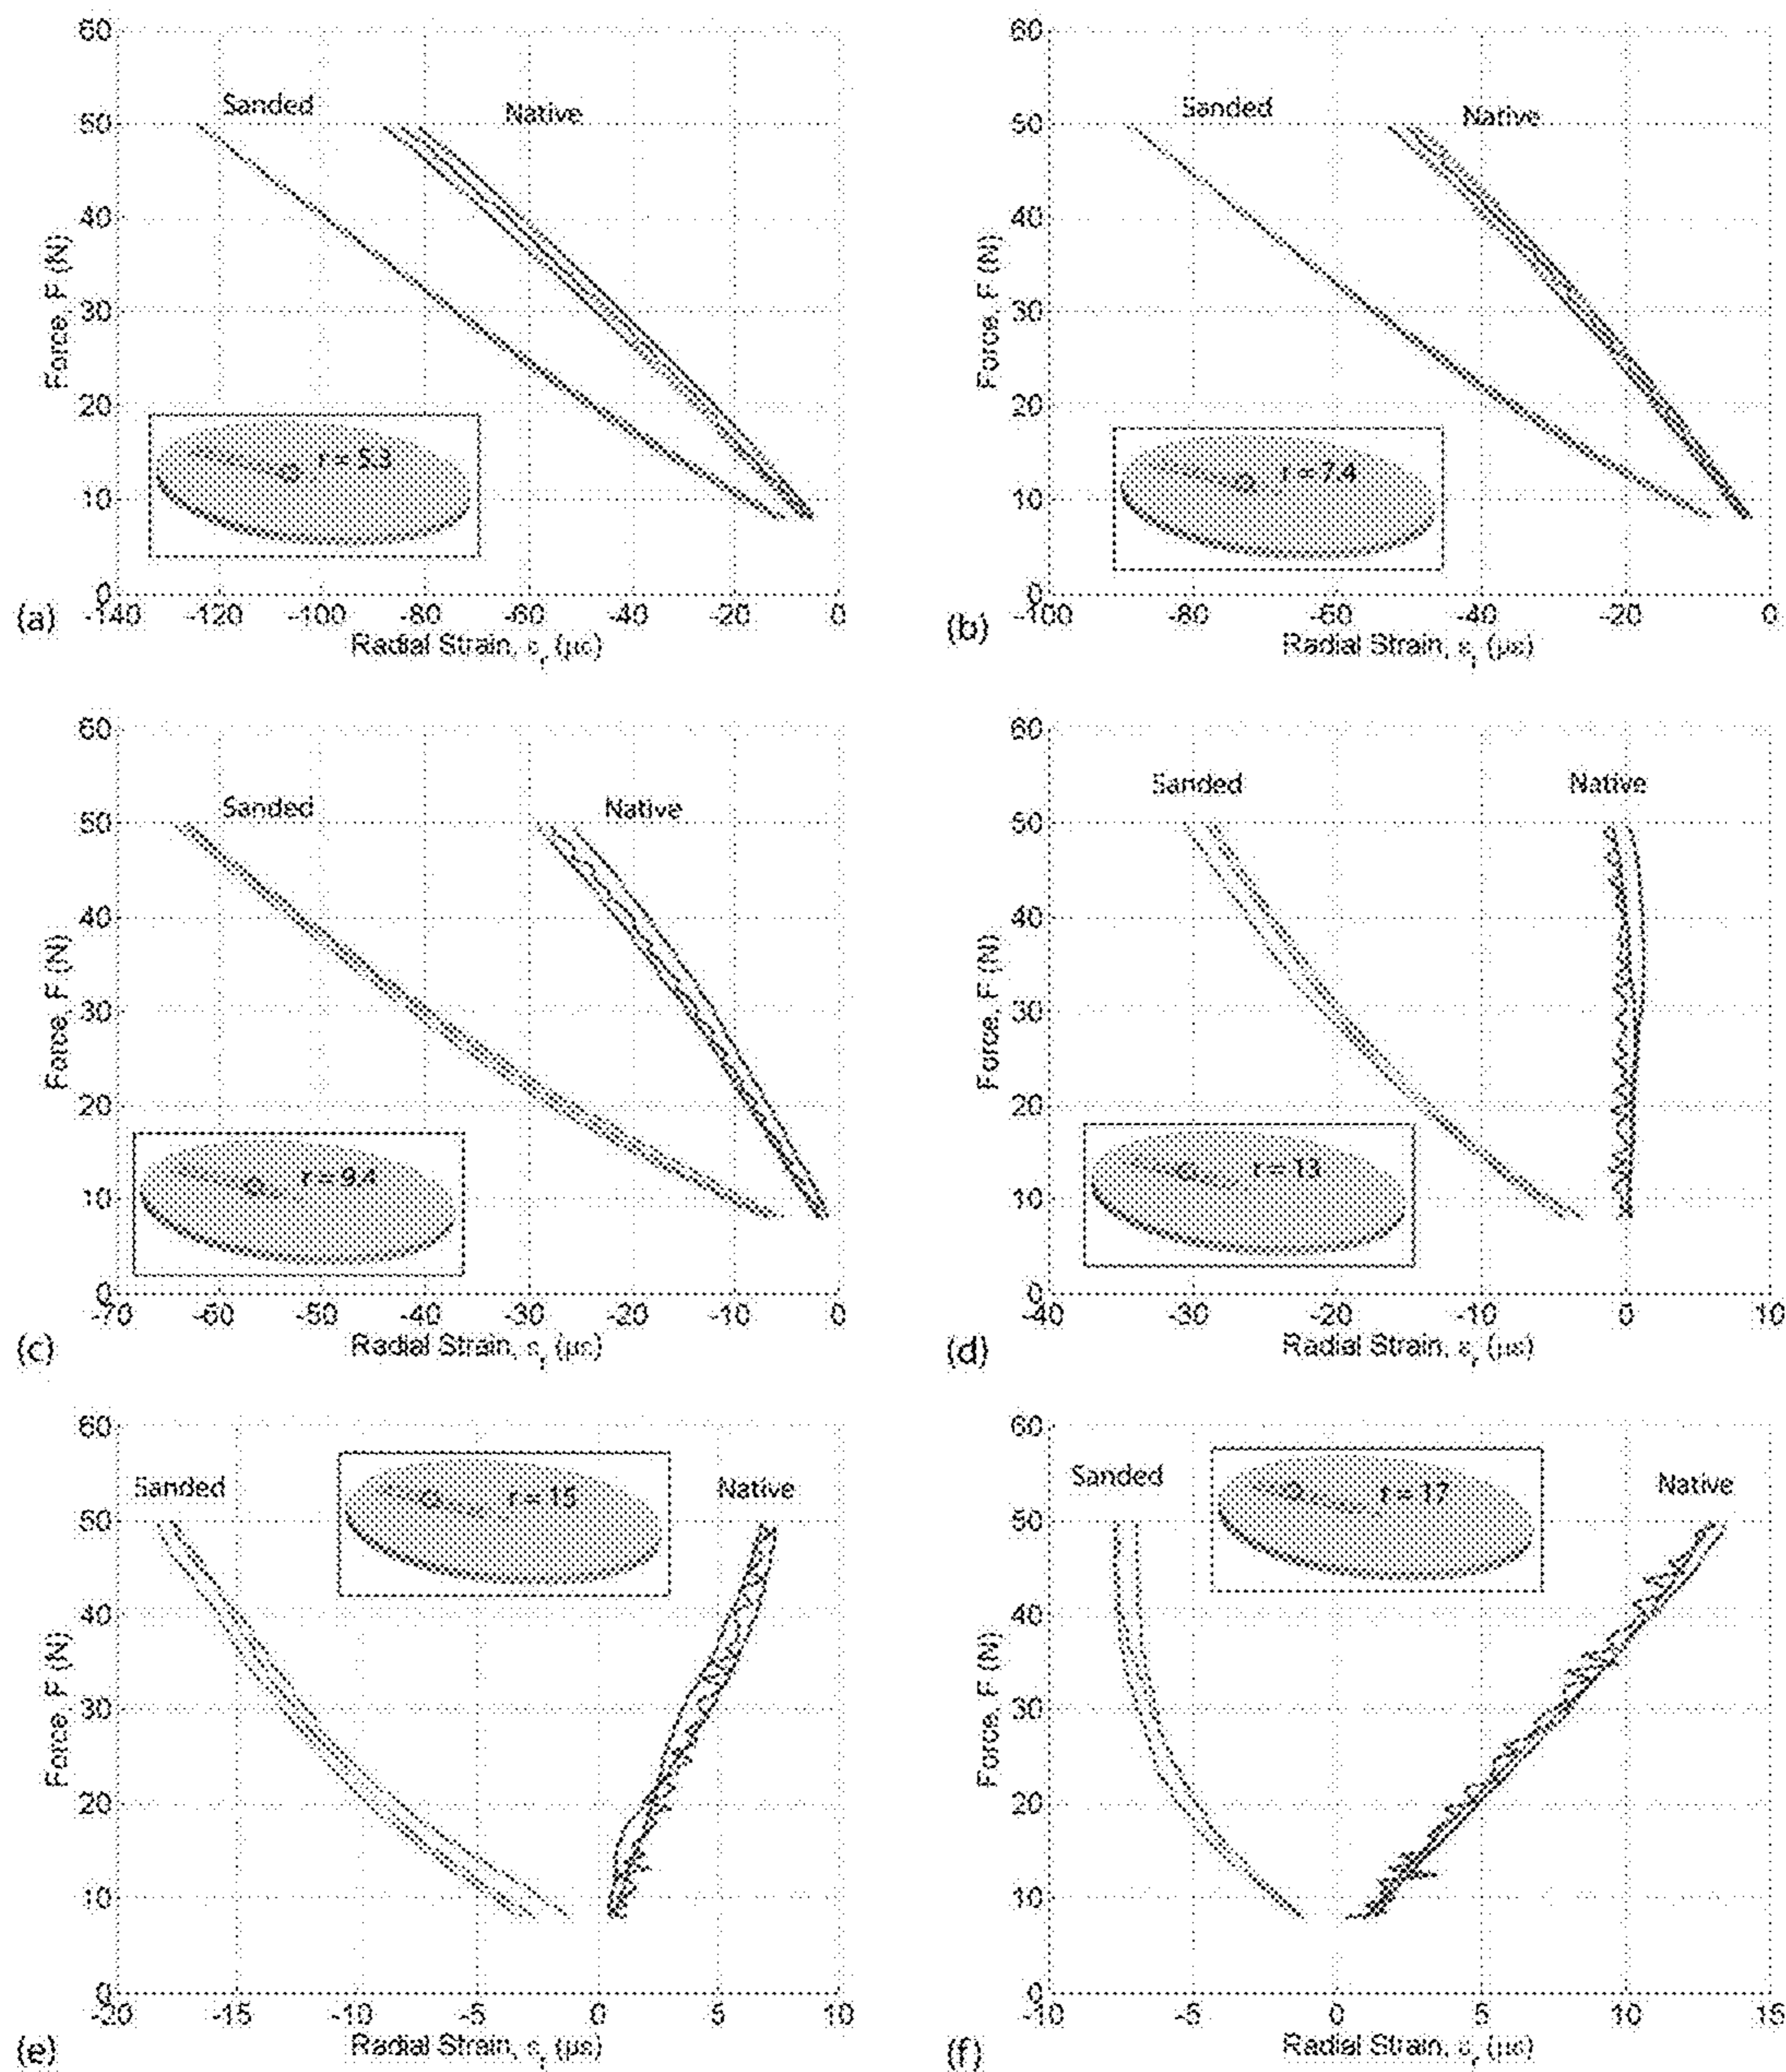 60
50
40
30
20
10
0
Force, F (N)
Sanded
Native
r = 5.3
-140
-120
-100
-80
-60
-40
-20
0
Radial Strain, εr (με)
(a)
60
50
40
30
20
10
0
Force, F (N)
Sanded
Native
r = 7.4
-100
-80
-60
-40
-20
0
Radial Strain, εr (με)
(b)
60
50
40
30
20
10
0
Force, F (N)
Sanded
Native
r = 9.4
-70
-60
-50
-40
-30
-20
-10
0
Radial Strain, εr (με)
(c)
60
50
40
30
20
10
0
Force, F (N)
Sanded
Native
r = 13
-40
-30
-20
-10
0
10
Radial Strain, εr (με)
(d)
60
50
40
30
20
10
0
Force, F (N)
Sanded
Native
r = 15
-20
-15
-10
-5
0
5
10
Radial Strain, εr (με)
(e)
60
50
40
30
20
10
0
Force, F (N)
Sanded
Native
r = 17
-10
-5
0
5
10
15
Radial Strain, εr (με)
(f)